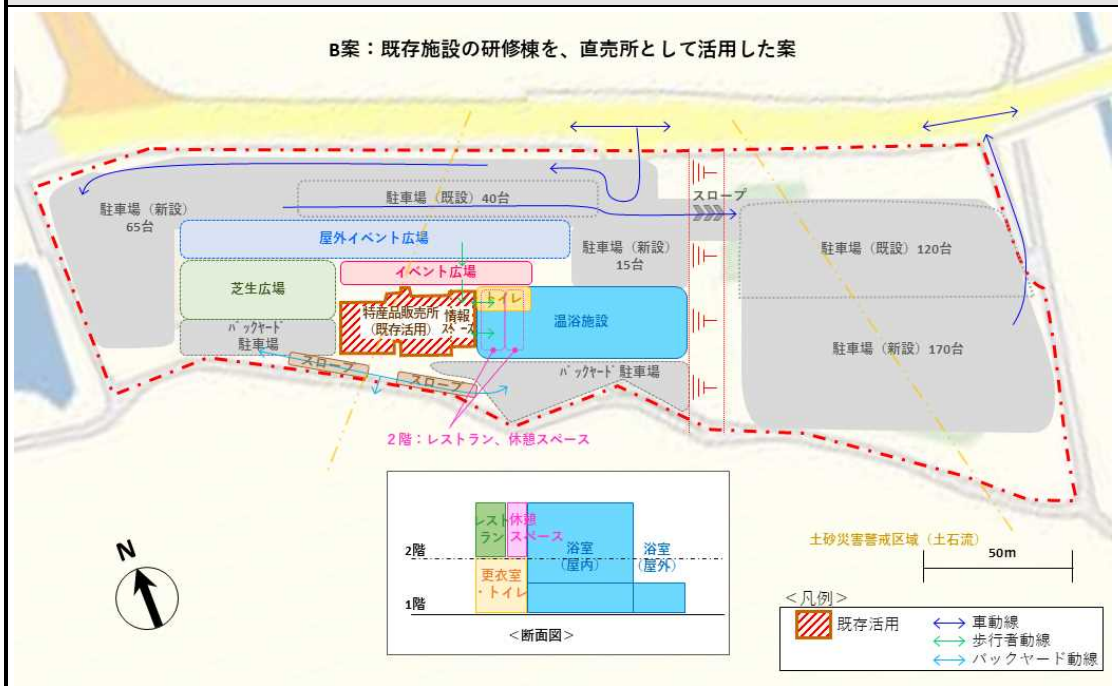 B案：既存施設の研修棟を、直売所として活用した案
駐車場（新設）
65台
駐車場（既設）40台
スロープ
屋外イベント広場
駐車場（新設）
15台
駐車場（既設）120台
芝生広場
イベント広場
トイレ
特産品販売所
（既存活用）
情報
スペース
温浴施設
バックヤード
駐車場
駐車場（新設）170台
スロープ
スロープ
バックヤード駐車場
2階：レストラン、休憩スペース
レスト
ラン
休憩
スペース
2階
浴室
（屋内）
浴室
（屋外）
更衣室
・トイレ
1階
＜断面図＞
N
土砂災害警戒区域（土石流）
50m
＜凡例＞
既存活用
車動線
歩行者動線
バックヤード動線